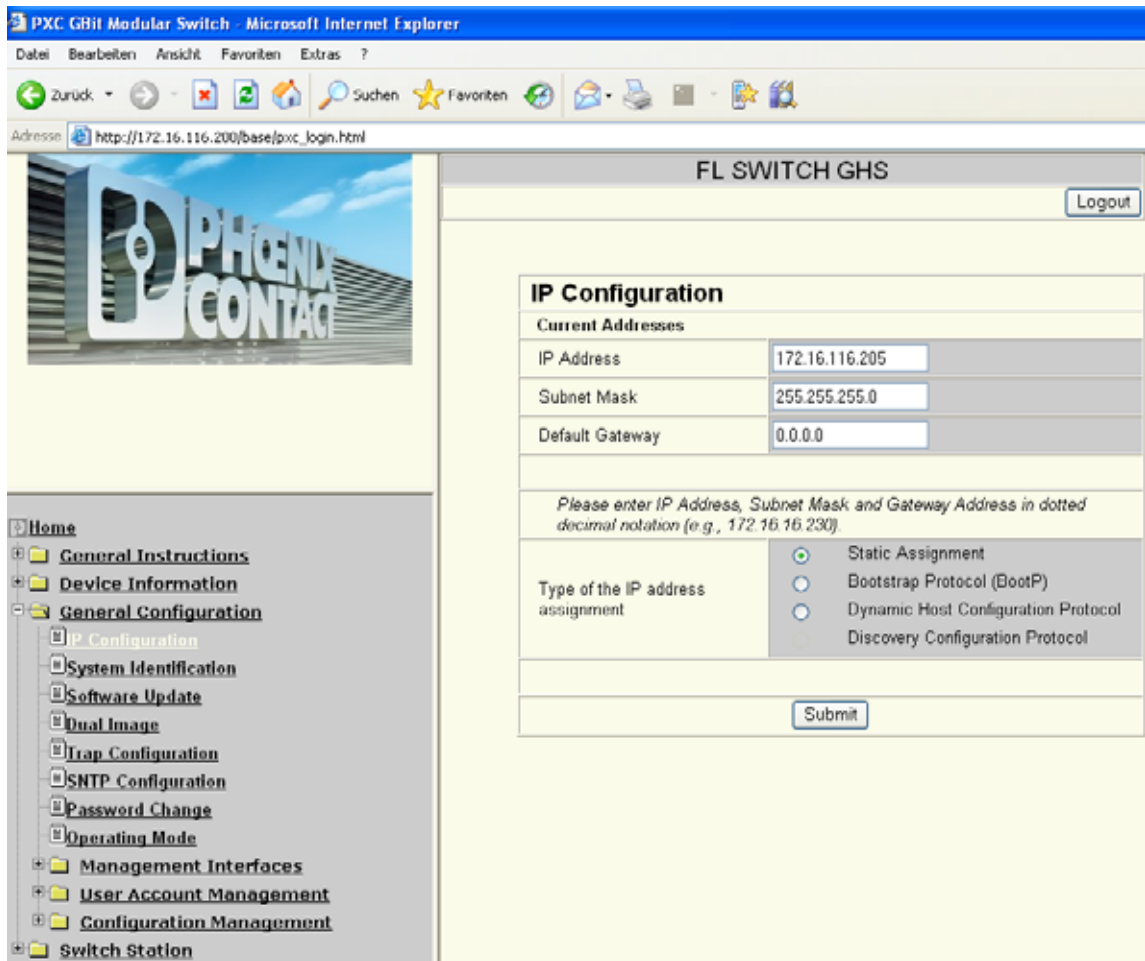 PXC GBit Modular Switch - Microsoft Internet Explorer
Datei Bearbeiten Ansicht Favoriten Extras ?
Zurück Suchen Favoriten
Adresse http://172.16.116.200/base/pxc_login.html
PHŒNIX
CONTACT
FL SWITCH GHS
Logout
IP Configuration
Current Addresses
IP Address 172.16.116.205
Subnet Mask 255.255.255.0
Default Gateway 0.0.0.0
Please enter IP Address, Subnet Mask and Gateway Address in dotted
decimal notation (e.g., 172.16.16.230).
Type of the IP address
assignment
Static Assignment
Bootstrap Protocol (BootP)
Dynamic Host Configuration Protocol
Discovery Configuration Protocol
Submit
Home
General Instructions
Device Information
General Configuration
IP Configuration
System Identification
Software Update
Dual Image
Trap Configuration
SNTP Configuration
Password Change
Operating Mode
Management Interfaces
User Account Management
Configuration Management
Switch Station